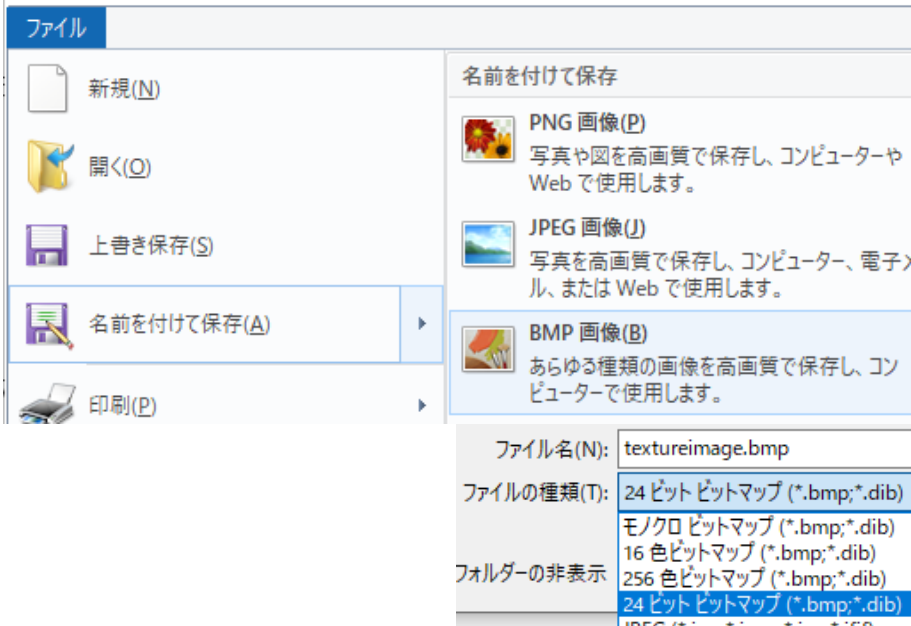 ファイル
新規(N)
開く(O)
上書き保存(S)
名前を付けて保存(A)
印刷(P)
名前を付けて保存
PNG 画像(P)
写真や図を高画質で保存し、コンピューターや
Web で使用します。
JPEG 画像(J)
写真を高画質で保存し、コンピューター、電子メ
ル、または Web で使用します。
BMP 画像(B)
あらゆる種類の画像を高画質で保存し、コン
ピューターで使用します。
ファイル名(N): textureimage.bmp
ファイルの種類(T): 24 ビット ビットマップ (*.bmp;*.dib)
モノクロ ビットマップ (*.bmp;*.dib)
16 色ビットマップ (*.bmp;*.dib)
フォルダーの非表示
256 色ビットマップ (*.bmp;*.dib)
24 ビット ビットマップ (*.bmp;*.dib)